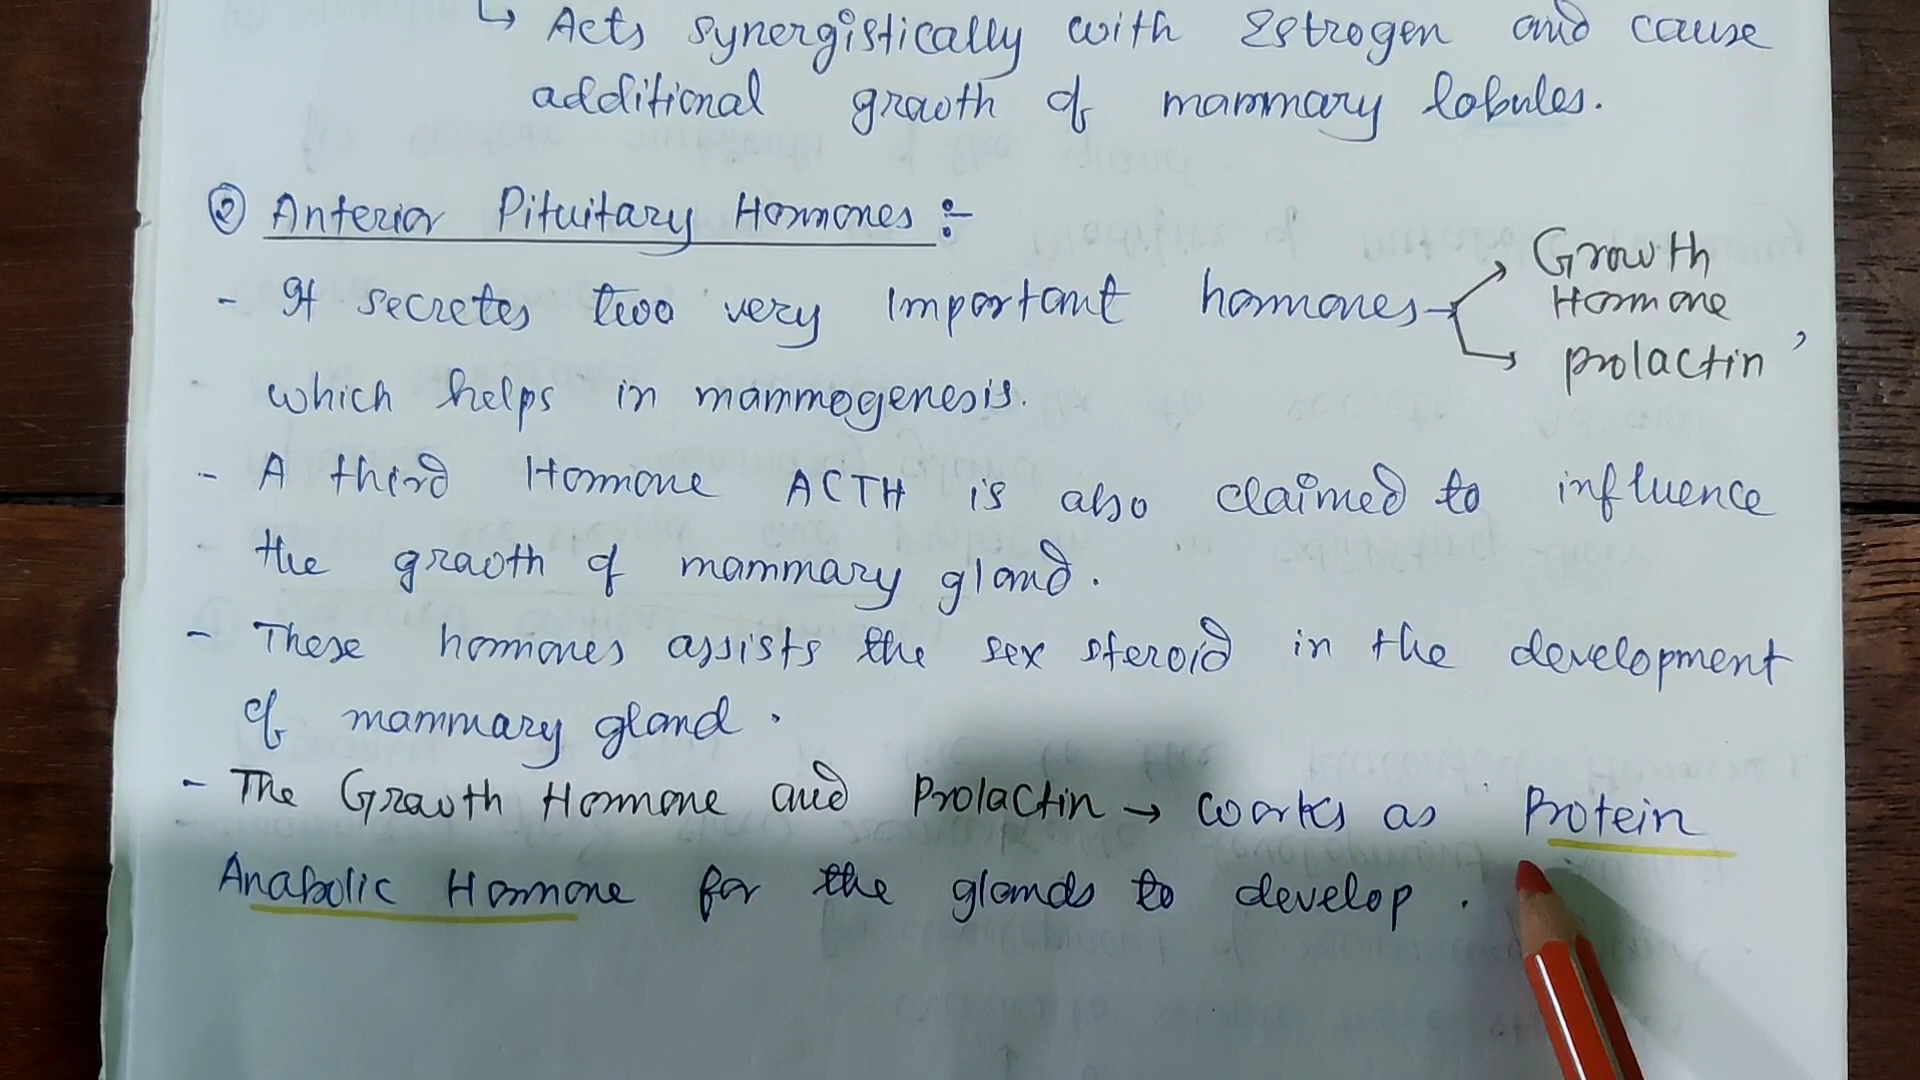 ↳ Acts synergistically with Estrogen and cause
additional growth of mammary lobules.
② Anterior Pituitary Hormones :-
- It secretes two very important hormones
Growth
Hormone
prolactin ,
which helps in mammogenesis.
- A third Hormone ACTH is also claimed to influence
the growth of mammary gland.
- These hormones assists the sex steroid in the development
of mammary gland.
- The Growth Hormone and Prolactin → works as Protein
Anabolic Hormone for the glands to develop.